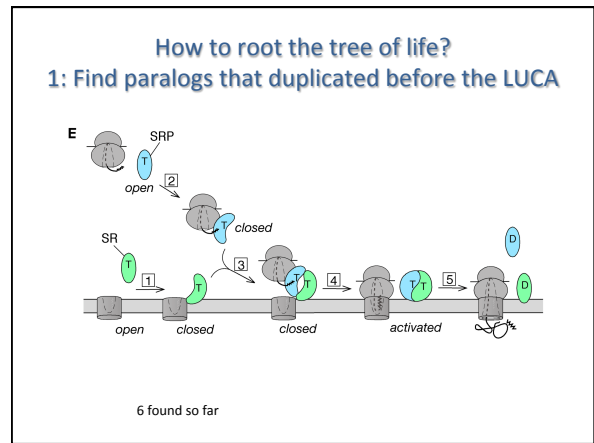 How to root the tree of life?
1: Find paralogs that duplicated before the LUCA
E
SRP
T
open
2
T
closed
SR
T
1
T
3
T T
4
T T
5
D
D
open
closed
closed
activated
6 found so far